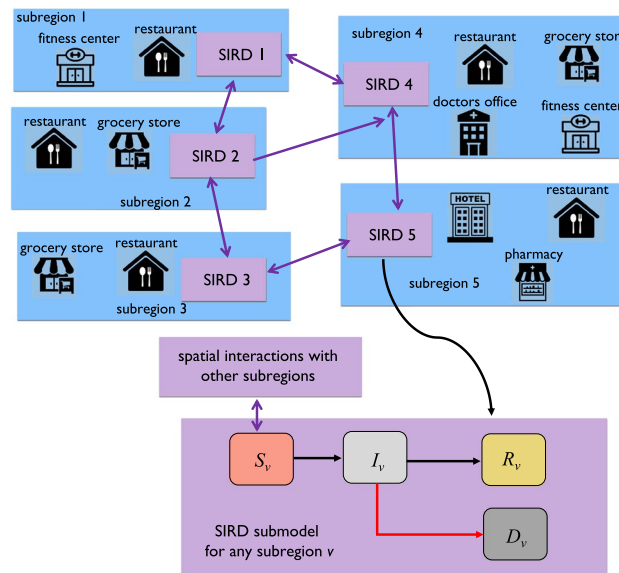 subregion 1
fitness center
restaurant
SIRD 1
restaurant
grocery store
SIRD 2
subregion 2
grocery store
restaurant
SIRD 3
subregion 3
subregion 4
restaurant
grocery store
SIRD 4
doctors office
fitness center
SIRD 5
HOTEL
restaurant
pharmacy
subregion 5
spatial interactions with
other subregions
S_v
I_v
R_v
D_v
SIRD submodel
for any subregion v